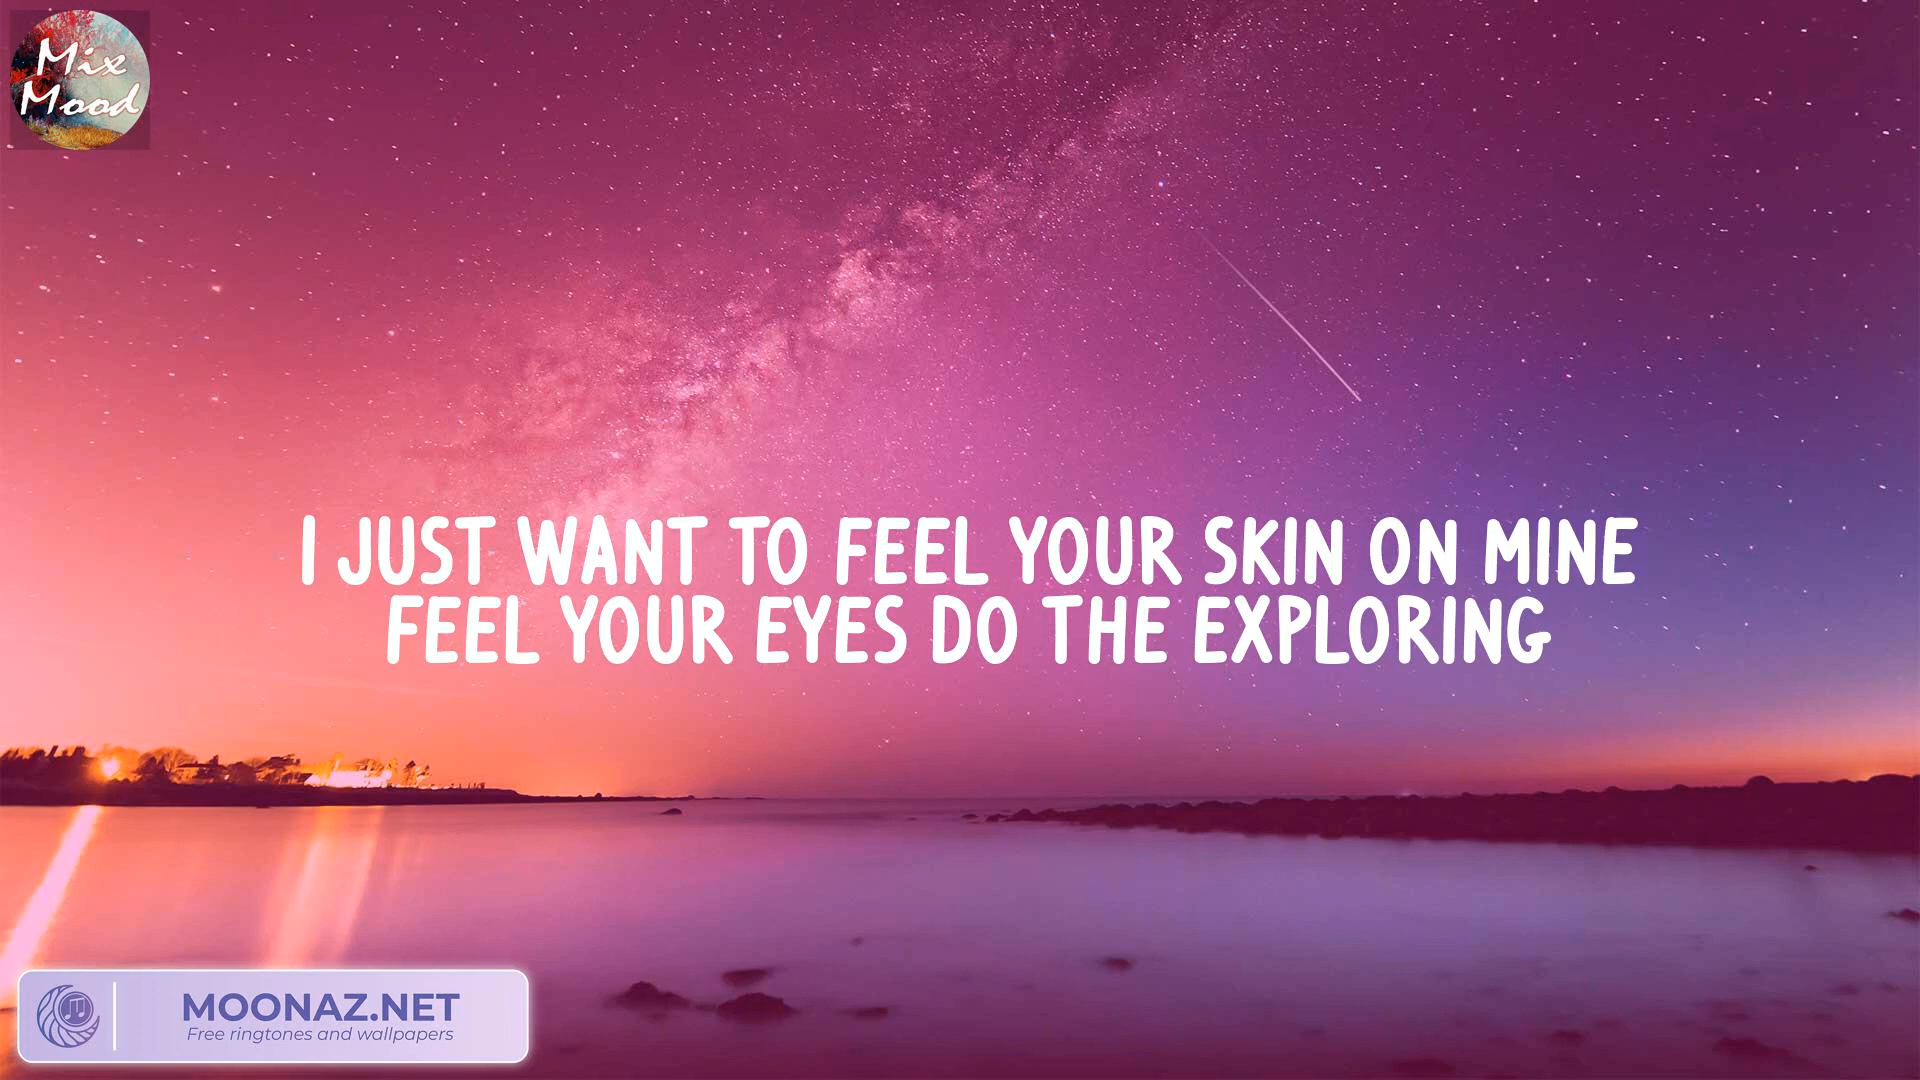 Mix
Mood
I JUST WANT TO FEEL YOUR SKIN ON MINE
FEEL YOUR EYES DO THE EXPLORING
MOONAZ.NET
Free ringtones and wallpapers